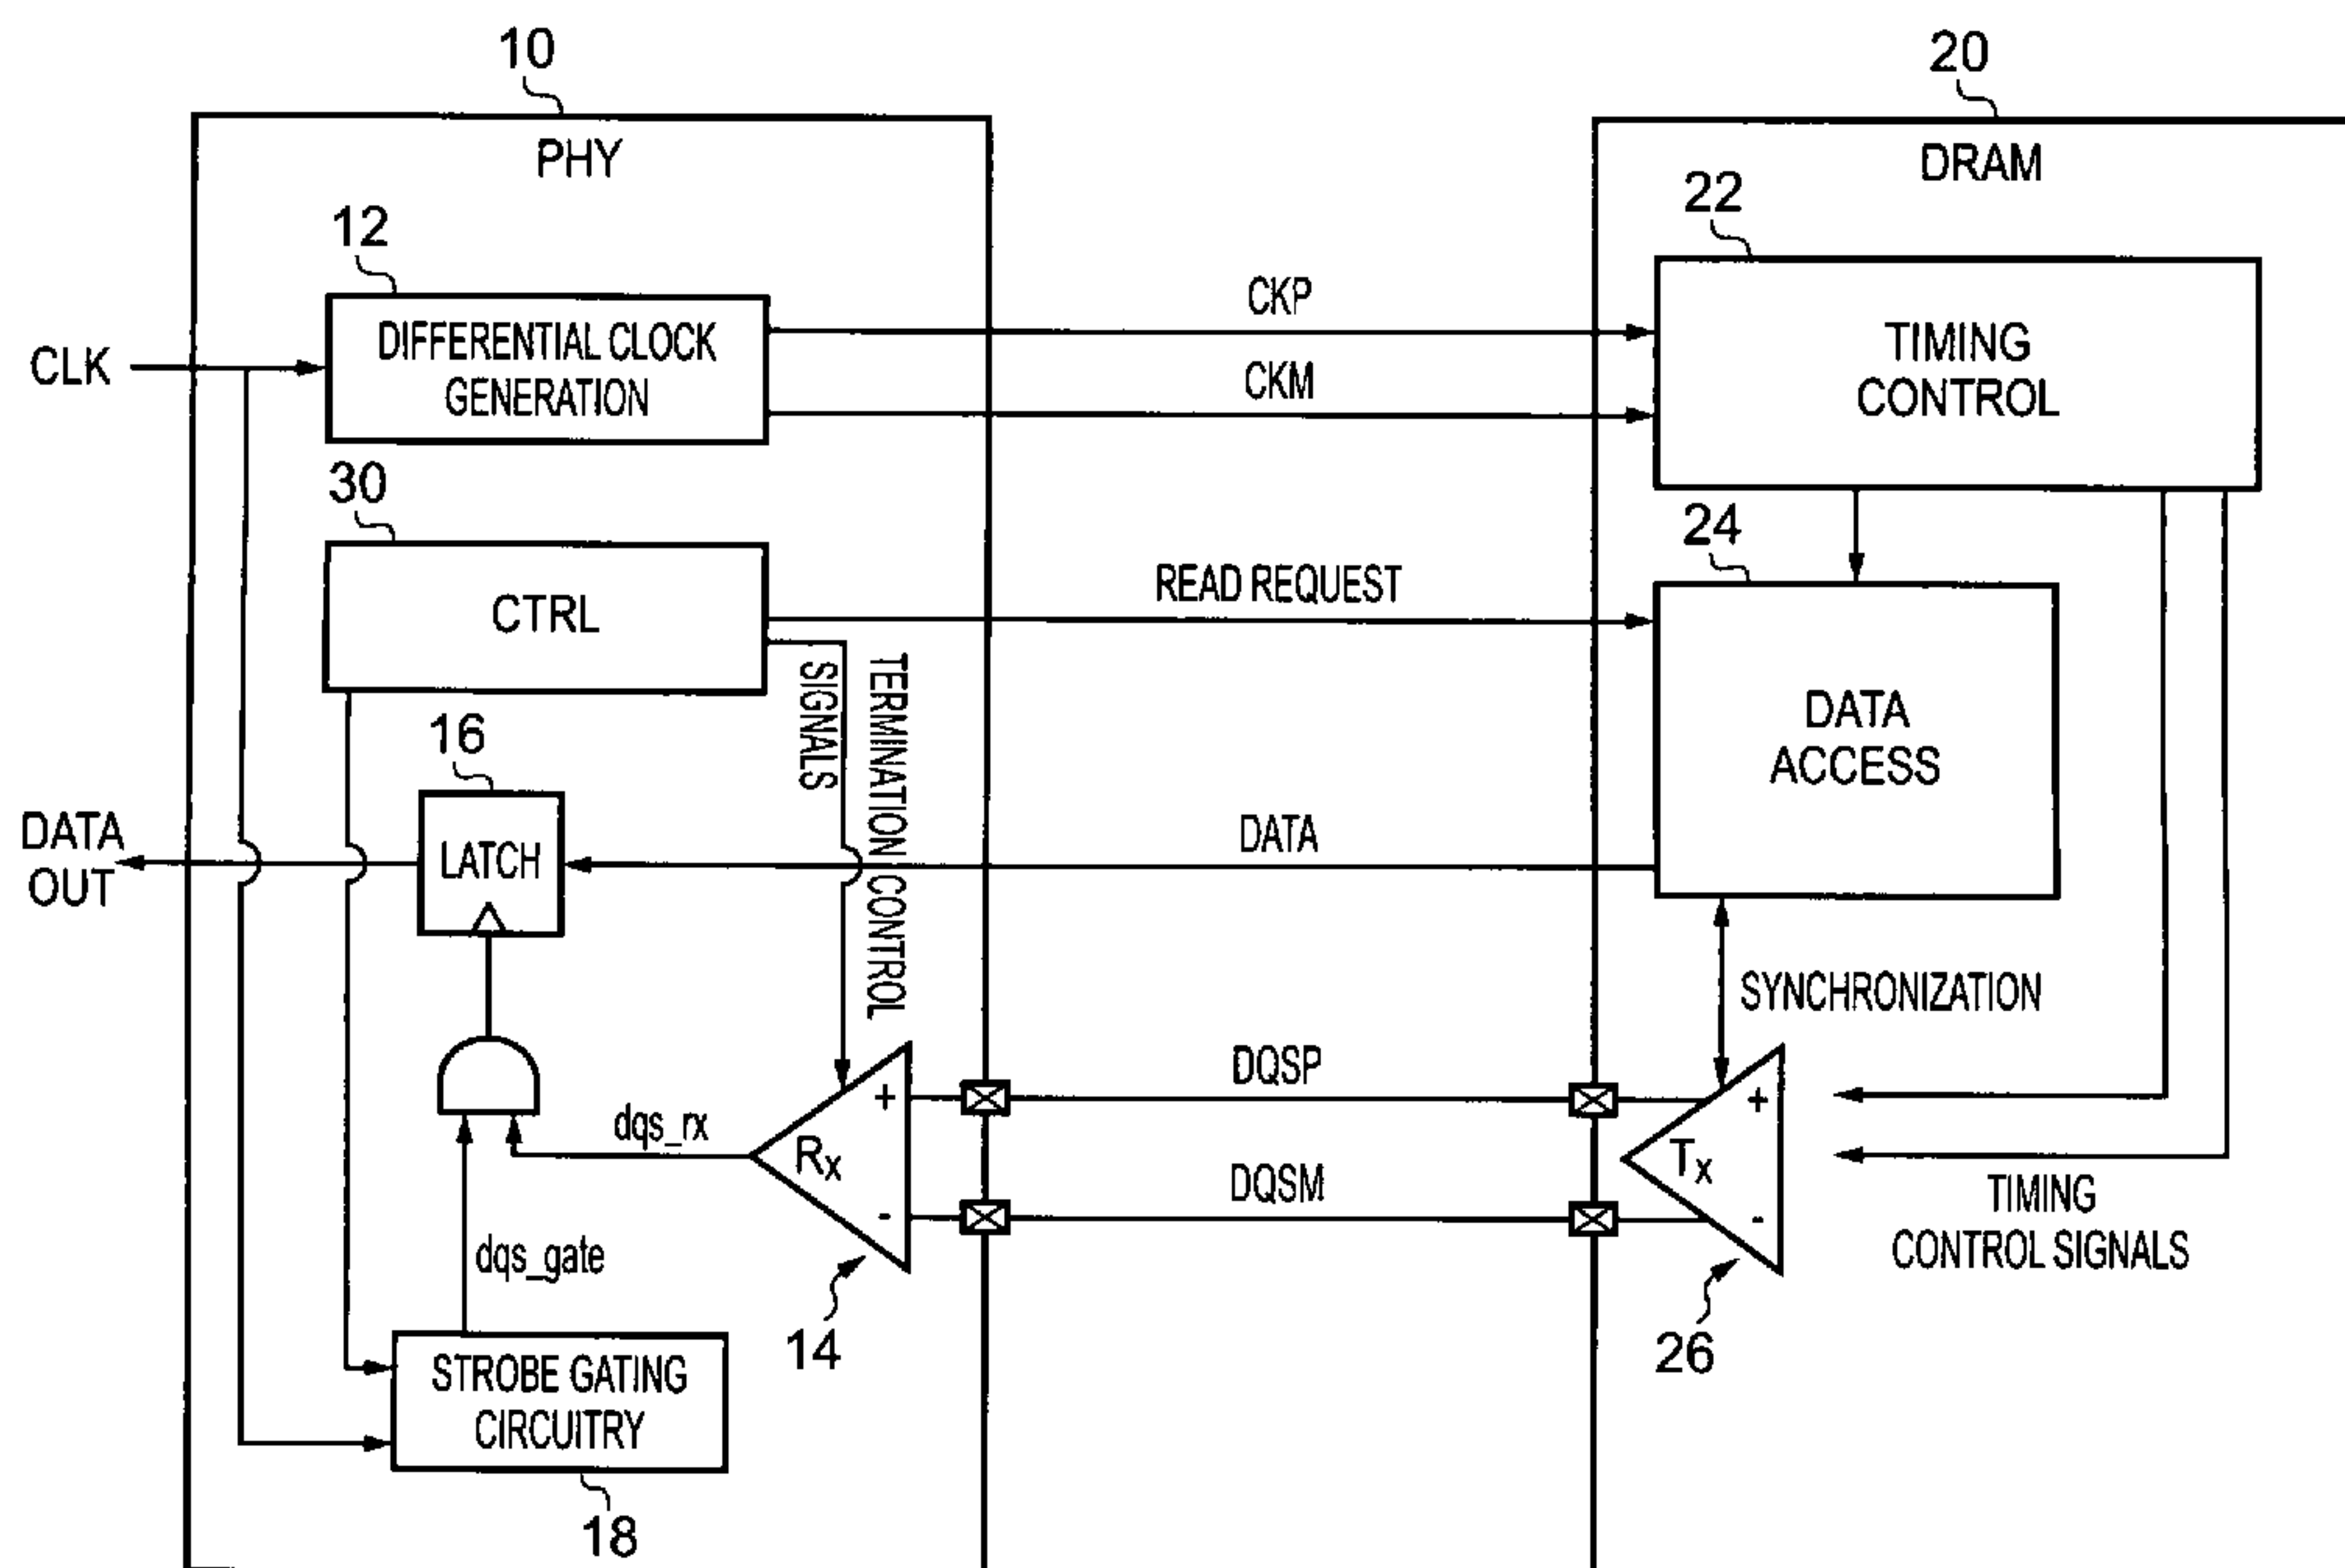 10
20
PHY
DRAM
22
12
CKP
DIFFERENTIAL CLOCK
GENERATION
TIMING
CONTROL
CLK
CKM
30
24
CTRL
READ REQUEST
TERMINATION CONTROL
SIGNALS
DATA
ACCESS
16
DATA
OUT
LATCH
DATA
SYNCHRONIZATION
DQSP
+
+
dqs_rx
Rx
Tx
DQSM
-
-
TIMING
CONTROL SIGNALS
dqs_gate
14
26
STROBE GATING
CIRCUITRY
18